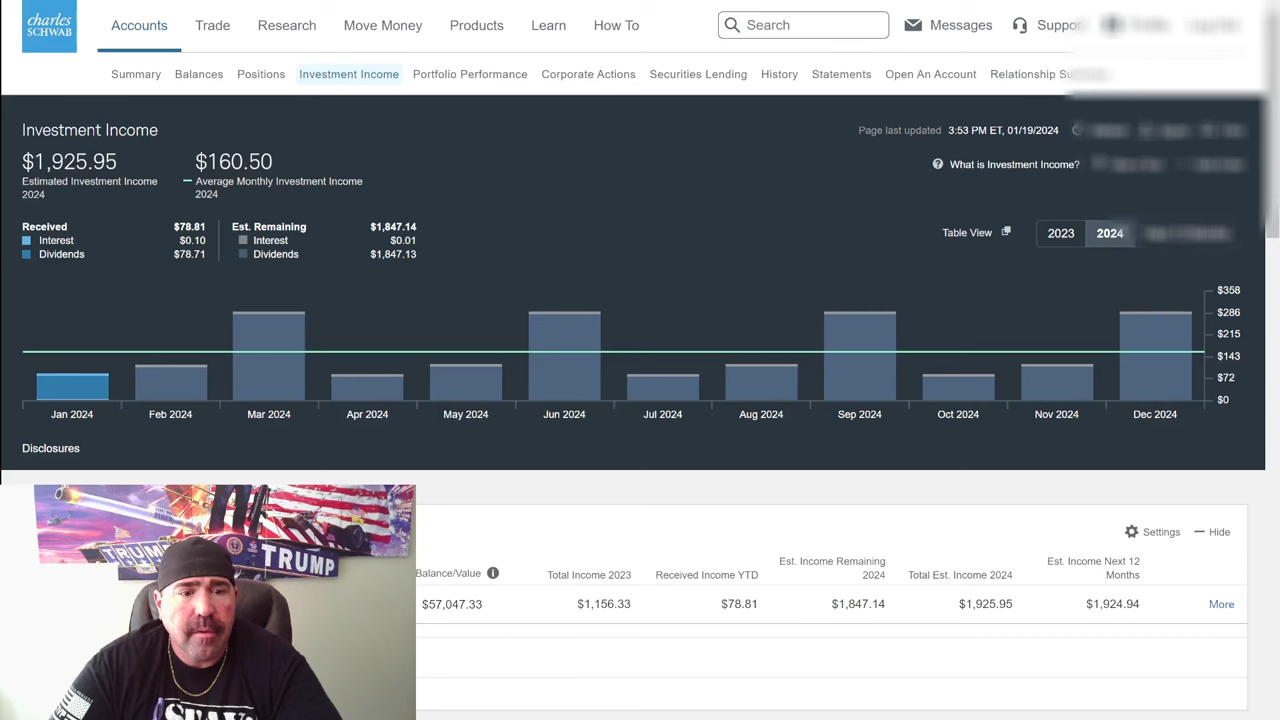 charles
SCHWAB
Accounts Trade Research Investment Move Money Products Learn How To Search Messages
Summary Balances Positions Investment Income Portfolio Performance Corporate Actions Securities Lending History Statements Open An Account Relationship
Investment Income
Page last updated 3:53 PM ET, 01/19/2024
$1,925.95 $160.50
What is Investment Income?
Estimated Investment Income 2024
Average Monthly Investment Income 2024
Received $78.81 Est. Remaining $1,847.14
Interest $0.10 Interest $0.01
Dividends $78.71 Dividends $1,847.13
Table View 2023 2024
$358
$286
$215
$143
$72
$0
Jan 2024 Feb 2024 Mar 2024 Apr 2024 May 2024 Jun 2024 Jul 2024 Aug 2024 Sep 2024 Oct 2024 Nov 2024 Dec 2024
Disclosures
Settings Hide
Balance/Value Total Income 2023 Received Income YTD Est. Income Remaining 2024 Total Est. Income 2024 Est. Income Next 12 Months
$57,047.33 $1,156.33 $78.81 $1,847.14 $1,925.95 $1,924.94 More
TRUMP
TRUMP